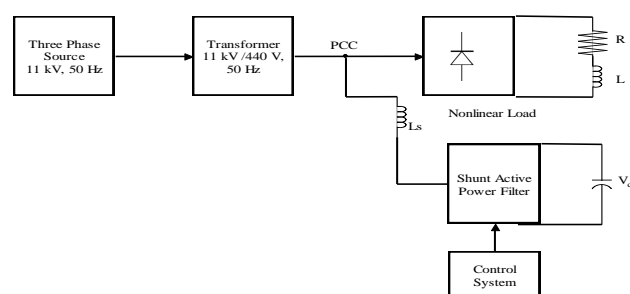 Three Phase
Source
11 kV, 50 Hz
Transformer
11 kV /440 V,
50 Hz
PCC
R
L
Nonlinear Load
Ls
Shunt Active
Power Filter
Control
System